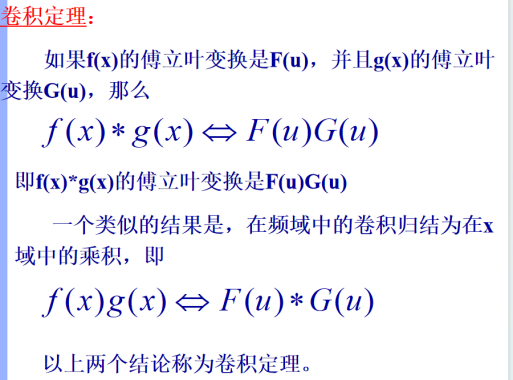 卷积定理：
如果f(x)的傅立叶变换是F(u)，并且g(x)的傅立叶
变换G(u)，那么
f(x)*g(x)⇔F(u)G(u)
即f(x)*g(x)的傅立叶变换是F(u)G(u)
一个类似的结果是，在频域中的卷积归结为在x
域中的乘积，即
f(x)g(x)⇔F(u)*G(u)
以上两个结论称为卷积定理。